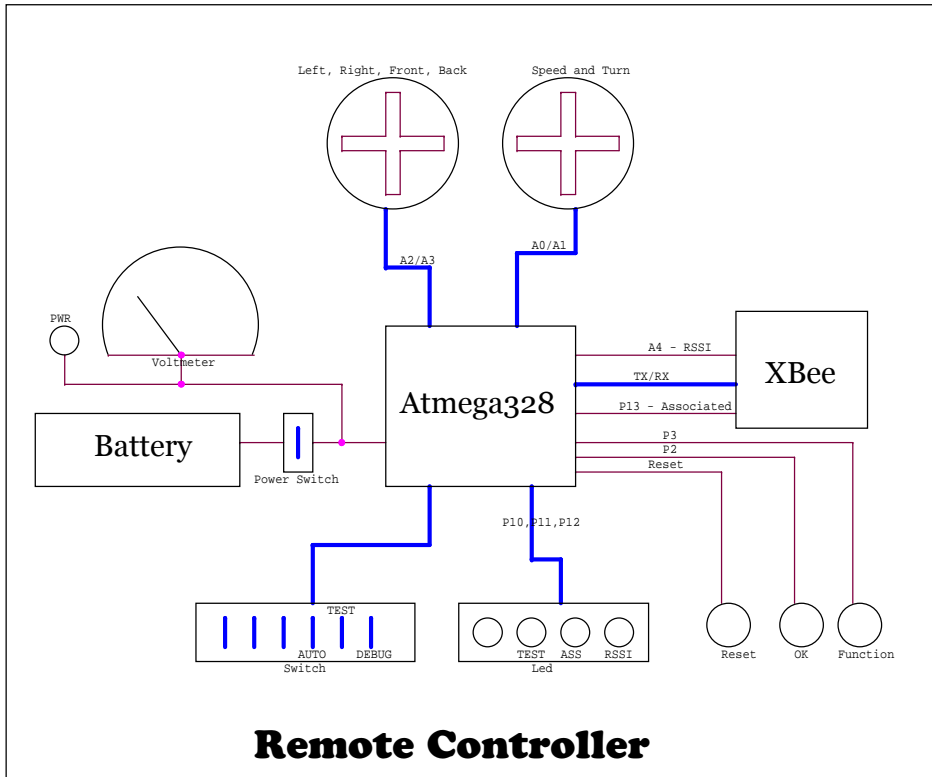 Left, Right, Front, Back
Speed and Turn
A0/A1
A2/A3
PWR
Voltmeter
A4 - RSSI
XBee
TX/RX
Atmega328
P13 - Associated
Battery
P3
P2
Reset
Power Switch
P10,P11,P12
TEST
AUTO
DEBUG
Switch
TEST
ASS
RSSI
Led
Reset
OK
Function
Remote Controller